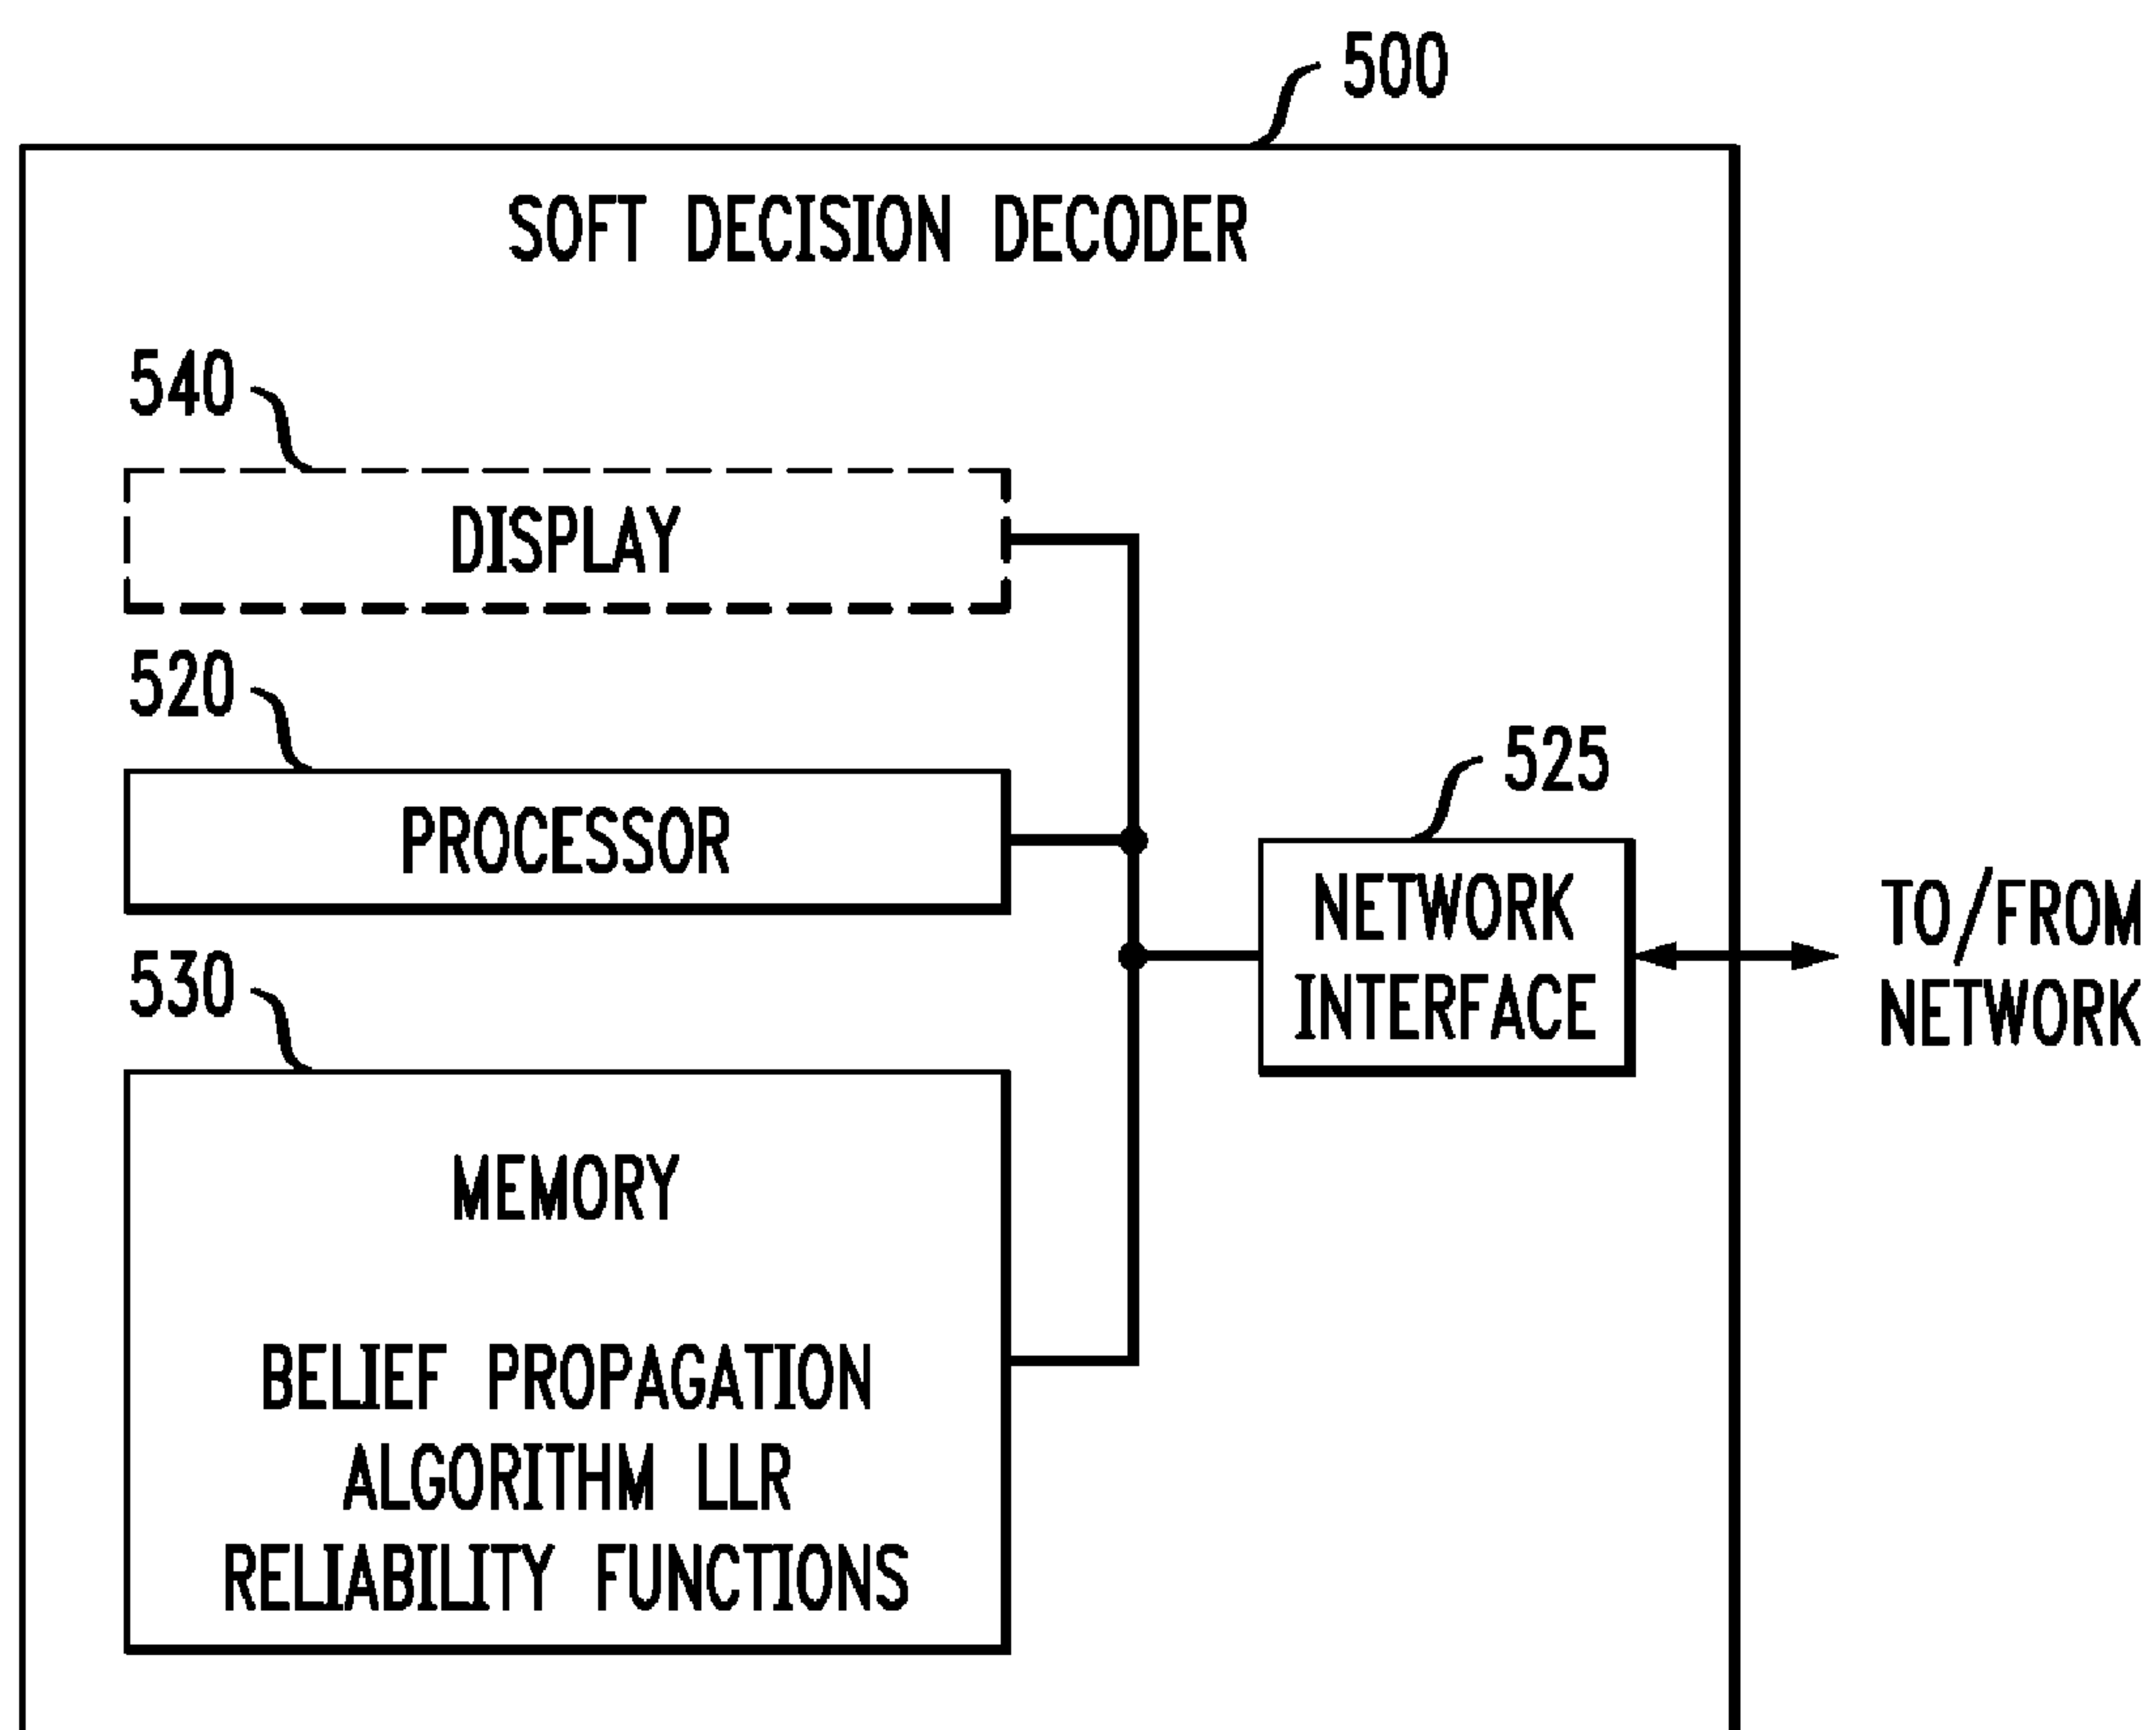 500
SOFT DECISION DECODER
540
DISPLAY
520
PROCESSOR
525
NETWORK
INTERFACE
TO/FROM
NETWORK
530
MEMORY
BELIEF PROPAGATION
ALGORITHM LLR
RELIABILITY FUNCTIONS